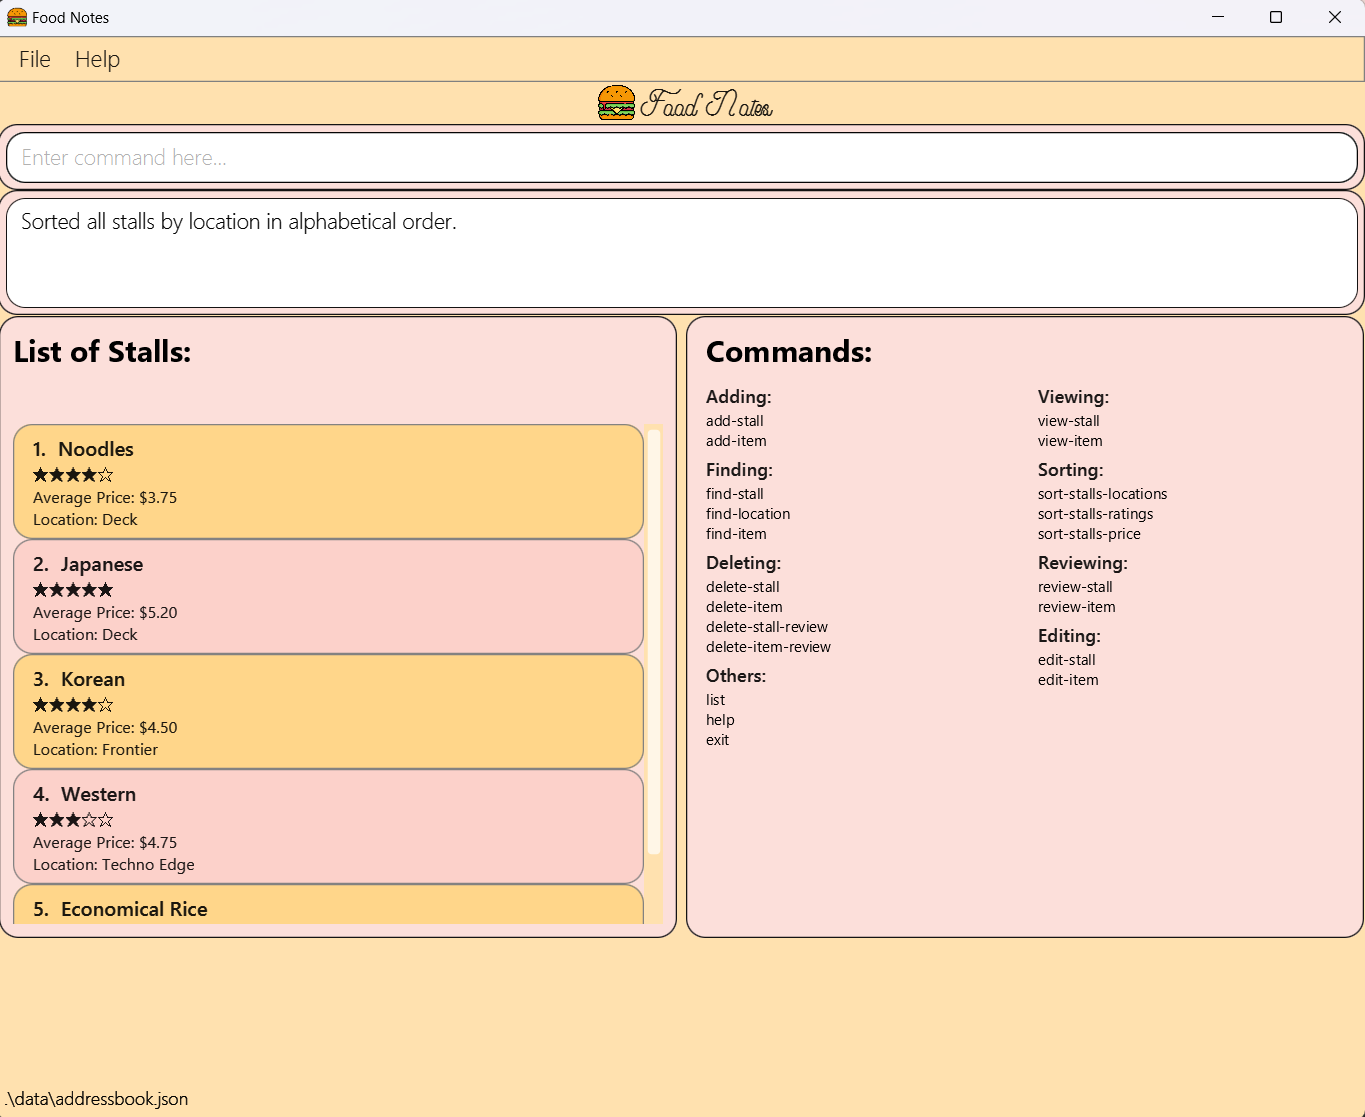 Food Notes
File Help
Food Notes
Enter command here...
Sorted all stalls by location in alphabetical order.
List of Stalls:
1. Noodles
★★★★☆
Average Price: $3.75
Location: Deck
2. Japanese
★★★★★
Average Price: $5.20
Location: Deck
3. Korean
★★★★☆
Average Price: $4.50
Location: Frontier
4. Western
★★★☆☆
Average Price: $4.75
Location: Techno Edge
5. Economical Rice
Commands:
Adding:
add-stall
add-item
Finding:
find-stall
find-location
find-item
Deleting:
delete-stall
delete-item
delete-stall-review
delete-item-review
Others:
list
help
exit
Viewing:
view-stall
view-item
Sorting:
sort-stalls-locations
sort-stalls-ratings
sort-stalls-price
Reviewing:
review-stall
review-item
Editing:
edit-stall
edit-item
.\data\addressbook.json